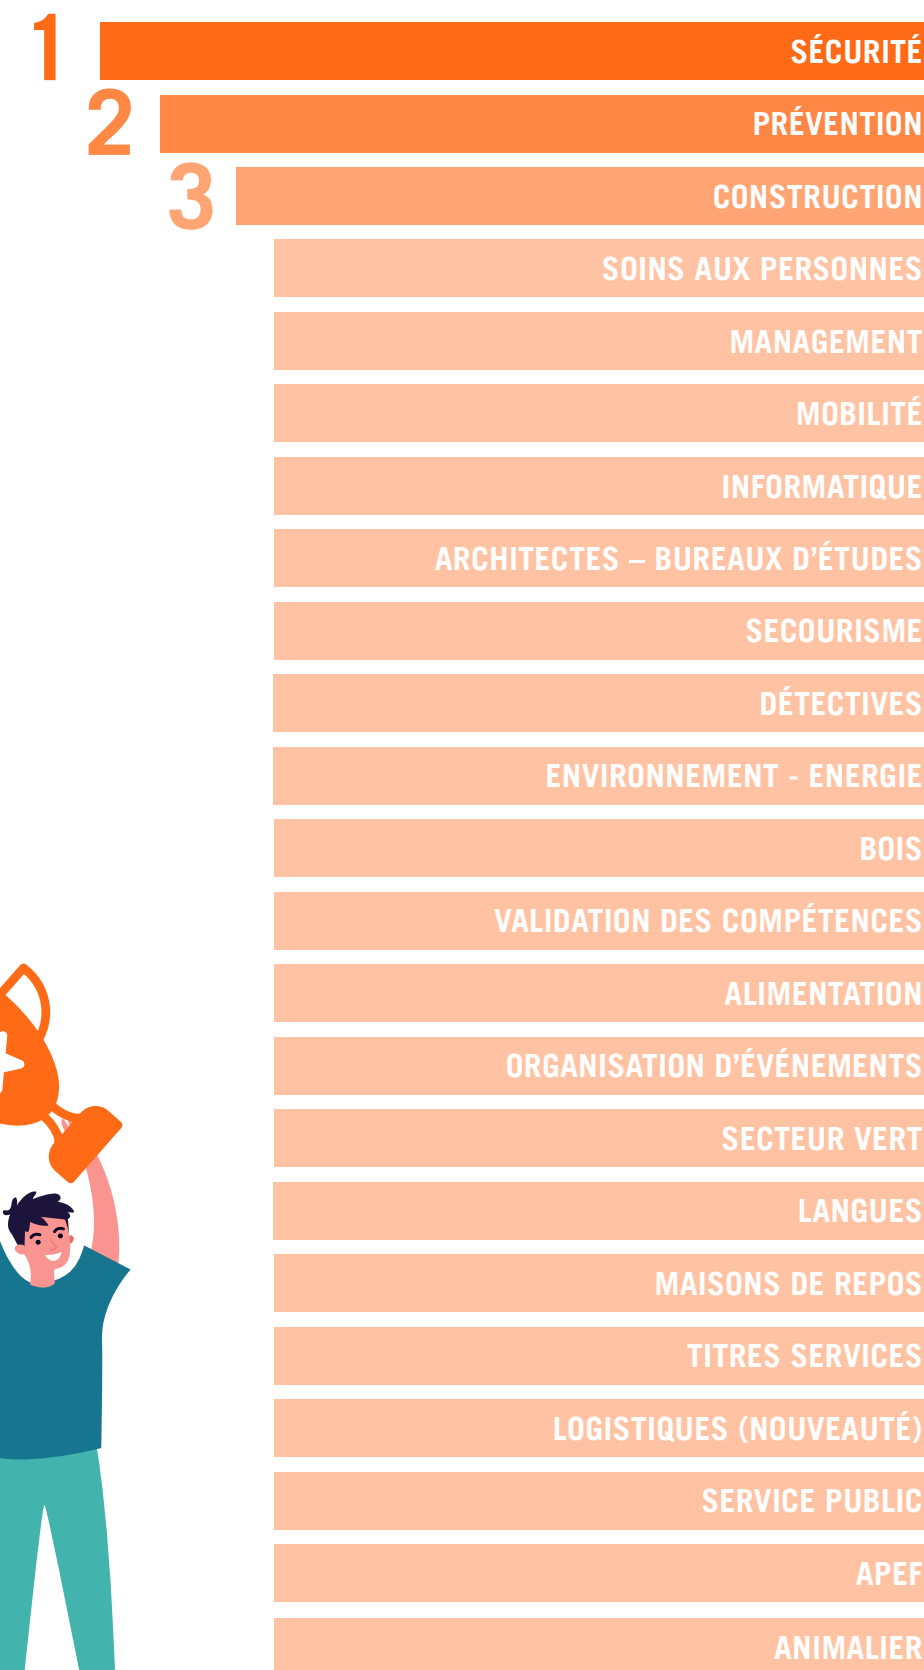 1 SÉCURITÉ
2 PRÉVENTION
3 CONSTRUCTION
SOINS AUX PERSONNES
MANAGEMENT
MOBILITÉ
INFORMATIQUE
ARCHITECTES – BUREAUX D'ÉTUDES
SECOURISME
DÉTECTIVES
ENVIRONNEMENT - ENERGIE
BOIS
VALIDATION DES COMPÉTENCES
ALIMENTATION
ORGANISATION D'ÉVÉNEMENTS
SECTEUR VERT
LANGUES
MAISONS DE REPOS
TITRES SERVICES
LOGISTIQUES (NOUVEAUTÉ)
SERVICE PUBLIC
APEF
ANIMALIER